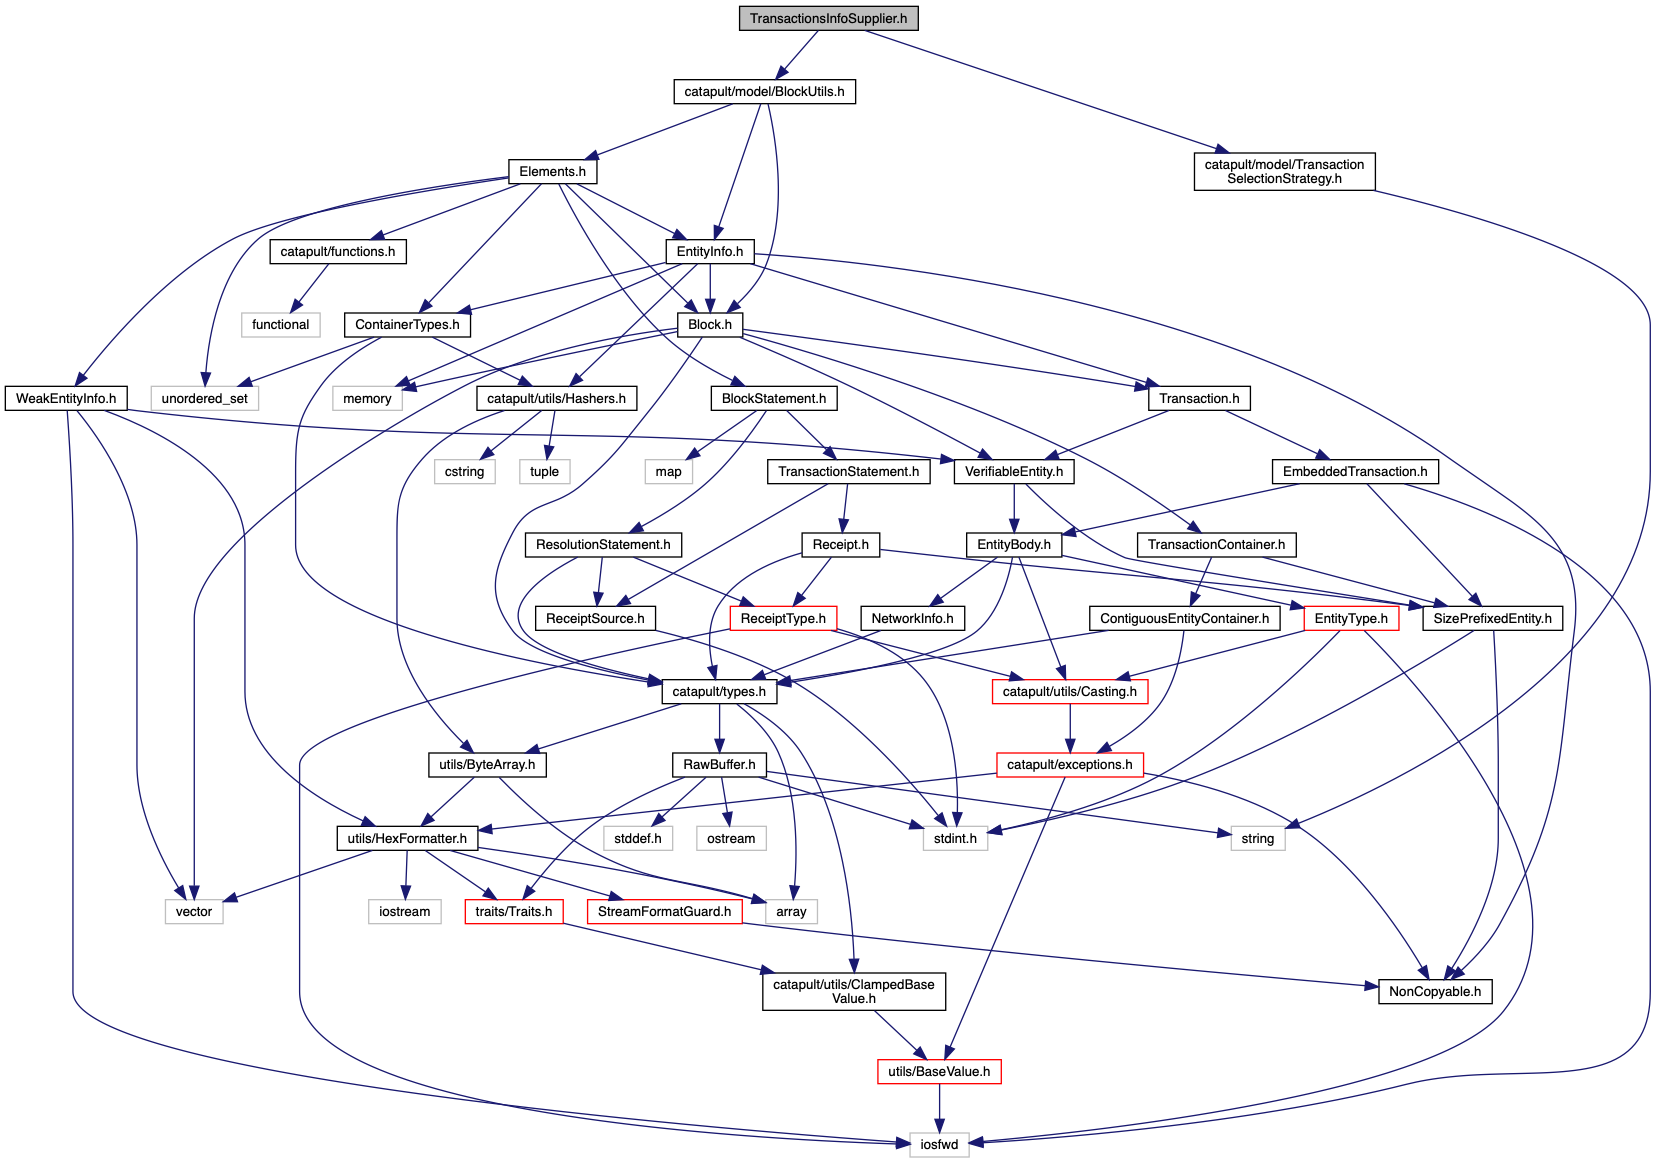 TransactionsInfoSupplier.h
catapult/model/BlockUtils.h
catapult/model/Transaction
SelectionStrategy.h
Elements.h
catapult/functions.h
EntityInfo.h
functional
ContainerTypes.h
Block.h
WeakEntityInfo.h
unordered_set
memory
catapult/utils/Hashers.h
BlockStatement.h
Transaction.h
cstring
tuple
map
TransactionStatement.h
VerifiableEntity.h
EmbeddedTransaction.h
ResolutionStatement.h
Receipt.h
EntityBody.h
TransactionContainer.h
ReceiptSource.h
ReceiptType.h
NetworkInfo.h
ContiguousEntityContainer.h
EntityType.h
SizePrefixedEntity.h
catapult/types.h
catapult/utils/Casting.h
utils/ByteArray.h
RawBuffer.h
catapult/exceptions.h
utils/HexFormatter.h
stddef.h
ostream
stdint.h
string
vector
iostream
traits/Traits.h
StreamFormatGuard.h
array
catapult/utils/ClampedBase
Value.h
NonCopyable.h
utils/BaseValue.h
iosfwd